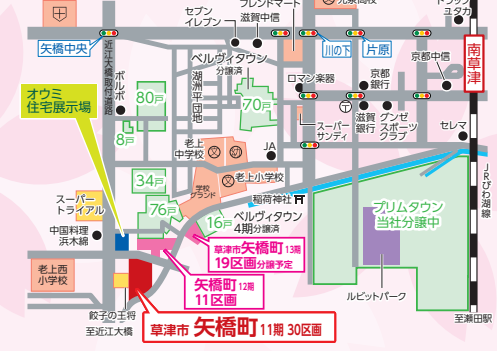 セブン
イレブン
フレンドマート
滋賀中信
矢橋中央
近江大橋取付道路
ベルヴィタウン
分譲済
川の下
片原
南草津
京都中信
ボルボ
湖洲平団地
ロマン楽器
京都
銀行
オウミ
住宅展示場
80戸
70戸
8戸
スーパー
サンディ
滋賀
銀行
グンゼ
スポーツ
クラブ
セレマ
老上
中学校
文
文
JA
34戸
学校
グランド
文
老上小学校
JRびわ湖線
スーパー
トライアル
76戸
16戸
稲荷神社
ベルヴィタウン
4期分譲済
プリムタウン
当社分譲中
中国料理
浜木綿
草津市 矢橋町 13期
19区画分譲予定
老上西
小学校
矢橋町 12期
11区画
ルビットパーク
餃子の王将
至近江大橋
草津市 矢橋町 11期 30区画
至瀬田駅